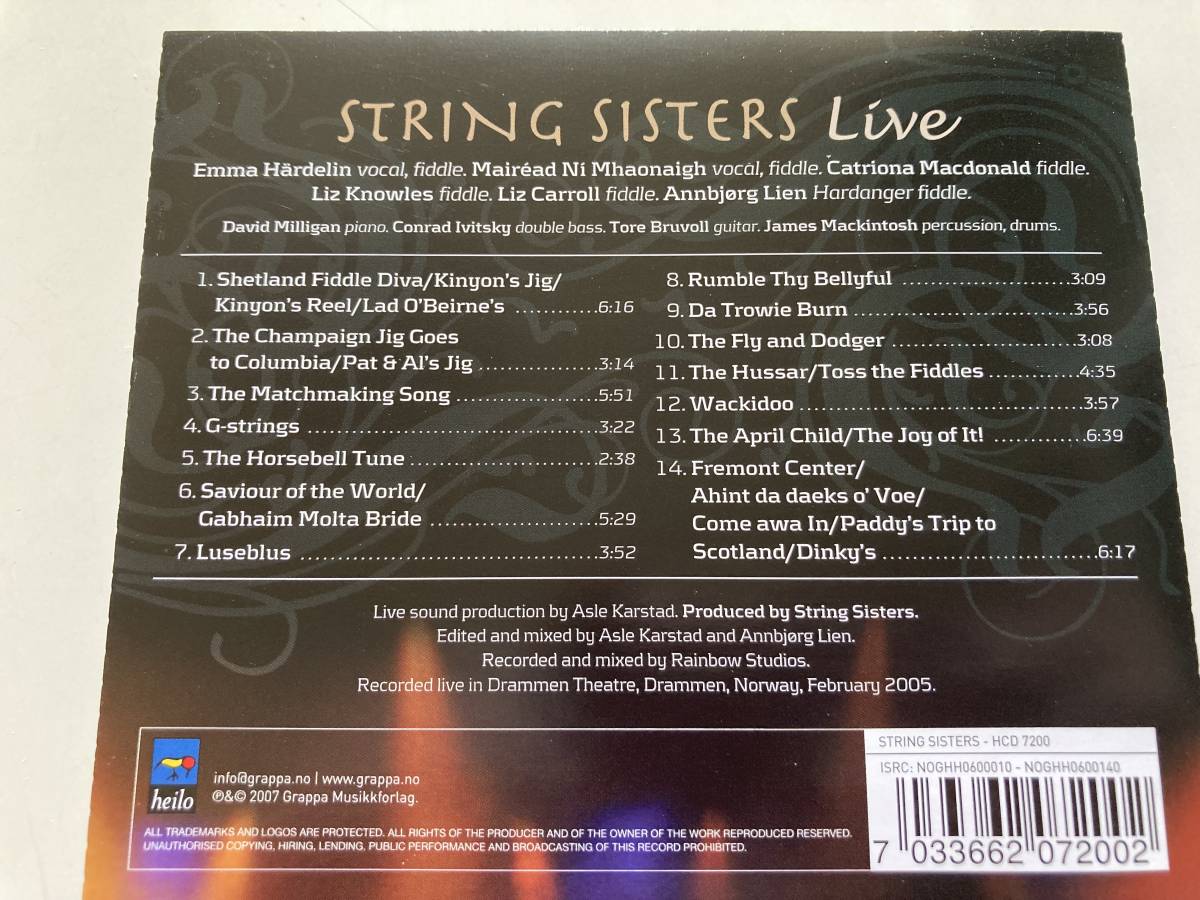 STRING SISTERS Live
Emma Härdelin vocal, fiddle. Mairéad Ní Mhaonaigh vocal, fiddle. Catriona Macdonald fiddle.
Liz Knowles fiddle. Liz Carroll fiddle. Annbjørg Lien Hardanger fiddle.
David Milligan piano. Conrad Ivitsky double bass. Tore Bruvoll guitar. James Mackintosh percussion, drums.
1. Shetland Fiddle Diva/Kinyon's Jig/
Kinyon's Reel/Lad O'Beirne's ............6:16
2. The Champaign Jig Goes
to Columbia/Pat & Al's Jig .................3:14
3. The Matchmaking Song ....................5:51
4. G-strings ........................................3:22
5. The Horsebell Tune ..........................2:38
6. Saviour of the World/
Gabhaim Molta Bride .......................5:29
7. Luseblus .........................................3:52
8. Rumble Thy Bellyful .......................3:09
9. Da Trowie Burn ..............................3:56
10. The Fly and Dodger .........................3:08
11. The Hussar/Toss the Fiddles ............4:35
12. Wackidoo ......................................3:57
13. The April Child/The Joy of It! ............6:39
14. Fremont Center/
Ahint da daeks o' Voe/
Come awa In/Paddy's Trip to
Scotland/Dinky's .............................6:17
Live sound production by Asle Karstad. Produced by String Sisters.
Edited and mixed by Asle Karstad and Annbjørg Lien.
Recorded and mixed by Rainbow Studios.
Recorded live in Drammen Theatre, Drammen, Norway, February 2005.
heilo
info@grappa.no | www.grappa.no
℗&© 2007 Grappa Musikkforlag.
ALL TRADEMARKS AND LOGOS ARE PROTECTED. ALL RIGHTS OF THE PRODUCER AND OF THE OWNER OF THE WORK REPRODUCED RESERVED.
UNAUTHORISED COPYING, HIRING, LENDING, PUBLIC PERFORMANCE AND BROADCASTING OF THIS RECORD PROHIBITED.
STRING SISTERS - HCD 7200
ISRC: NOGHH0600010 - NOGHH0600140
7 033662 072002